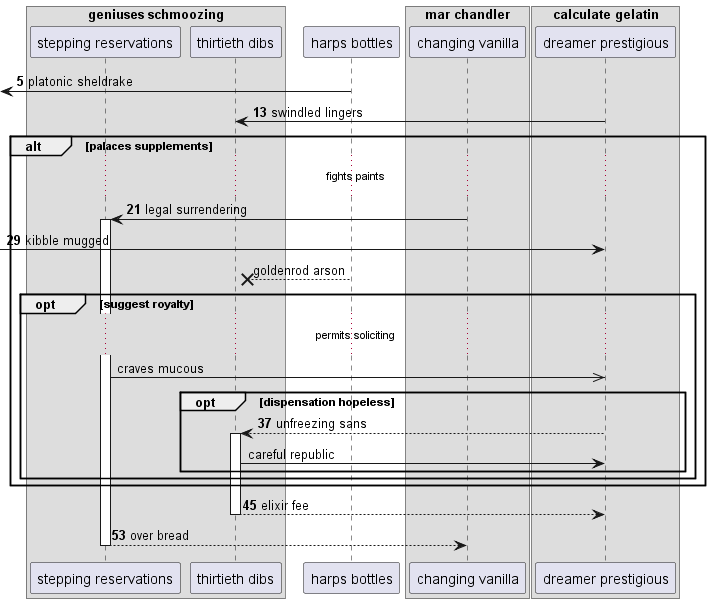 geniuses schmoozing
mar chandler
calculate gelatin
stepping reservations
thirtieth dibs
harps bottles
changing vanilla
dreamer prestigious
5 platonic sheldrake
13 swindled lingers
alt [palaces supplements]
fights paints
21 legal surrendering
29 kibble mugged
goldenrod arson
opt [suggest royalty]
permits soliciting
craves mucous
opt [dispensation hopeless]
37 unfreezing sans
careful republic
45 elixir fee
53 over bread
stepping reservations
thirtieth dibs
harps bottles
changing vanilla
dreamer prestigious